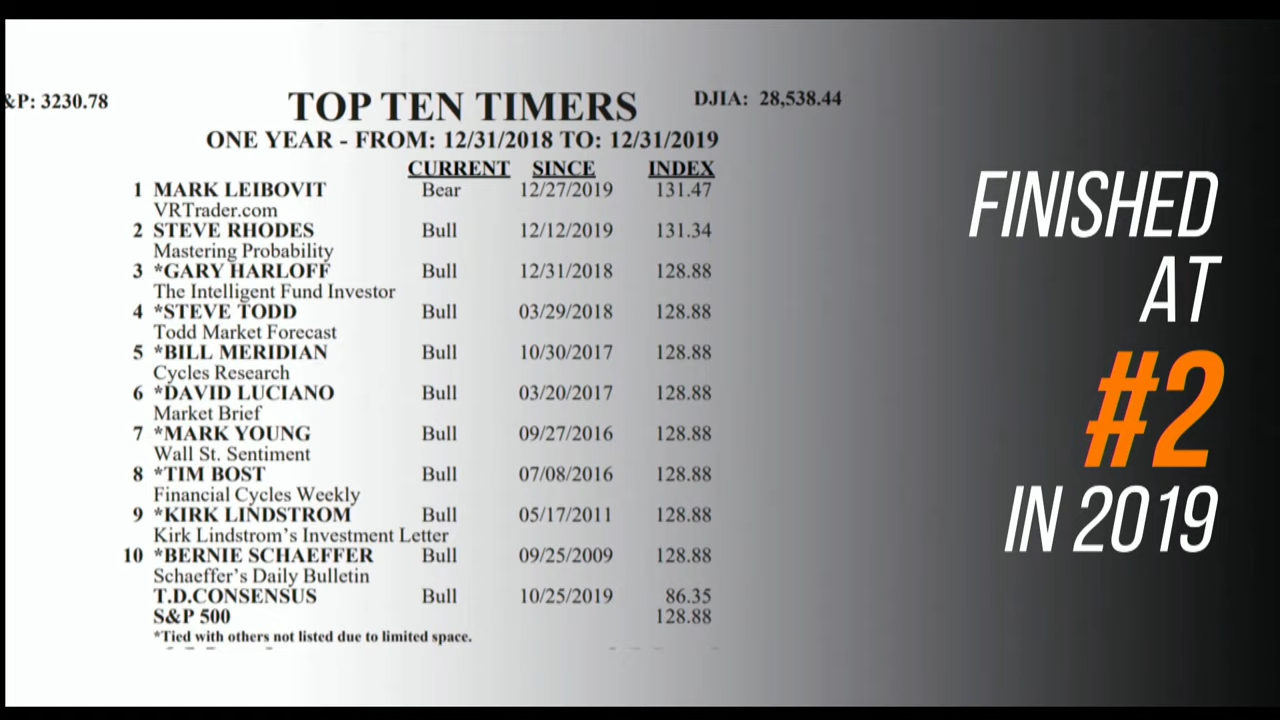 &P: 3230.78
TOP TEN TIMERS
DJIA: 28,538.44
ONE YEAR - FROM: 12/31/2018 TO: 12/31/2019
CURRENT SINCE INDEX
1 MARK LEIBOVIT Bear 12/27/2019 131.47
VRTrader.com
2 STEVE RHODES Bull 12/12/2019 131.34
Mastering Probability
3 *GARY HARLOFF Bull 12/31/2018 128.88
The Intelligent Fund Investor
4 *STEVE TODD Bull 03/29/2018 128.88
Todd Market Forecast
5 *BILL MERIDIAN Bull 10/30/2017 128.88
Cycles Research
6 *DAVID LUCIANO Bull 03/20/2017 128.88
Market Brief
7 *MARK YOUNG Bull 09/27/2016 128.88
Wall St. Sentiment
8 *TIM BOST Bull 07/08/2016 128.88
Financial Cycles Weekly
9 *KIRK LINDSTROM Bull 05/17/2011 128.88
Kirk Lindstrom's Investment Letter
10 *BERNIE SCHAEFFER Bull 09/25/2009 128.88
Schaeffer's Daily Bulletin
T.D.CONSENSUS Bull 10/25/2019 86.35
S&P 500 128.88
*Tied with others not listed due to limited space.
FINISHED
AT
#2
IN 2019